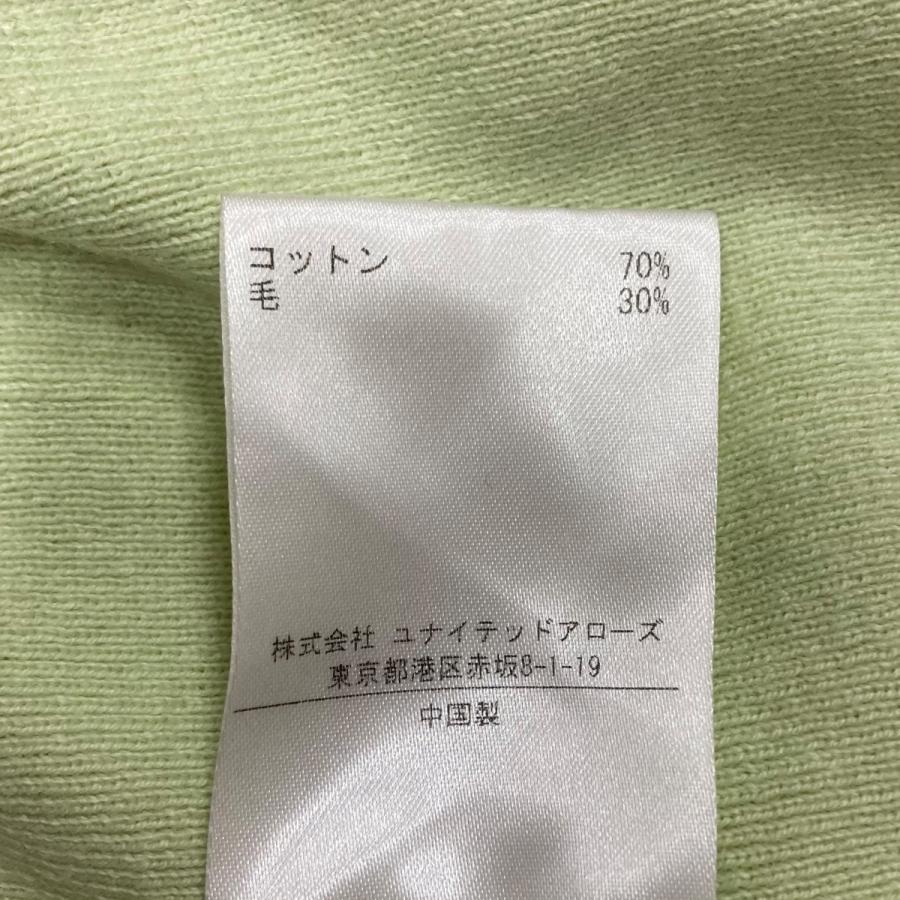 コットン 70%
毛 30%
株式会社 ユナイテッドアローズ
東京都港区赤坂8-1-19
中国製